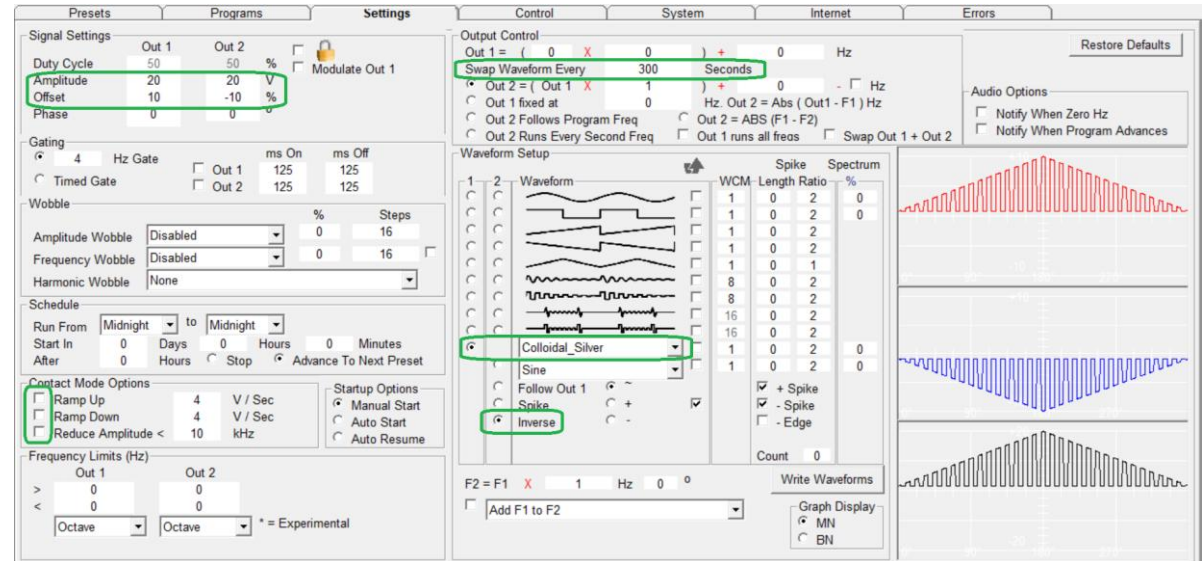 Presets Programs Settings Control System Internet Errors
Signal Settings
Out 1 Out 2
Duty Cycle 50 50 %
Modulate Out 1
Amplitude 20 20 V
Offset 10 -10 %
Phase 0 0 o
Gating
4 Hz Gate
ms On ms Off
Out 1 125 125
Timed Gate
Out 2 125 125
Wobble
% Steps
Amplitude Wobble Disabled 0 16
Frequency Wobble Disabled 0 16
Harmonic Wobble None
Schedule
Run From Midnight to Midnight
Start In 0 Days 0 Hours 0 Minutes
After 0 Hours Stop Advance To Next Preset
Contact Mode Options
Ramp Up 4 V / Sec
Ramp Down 4 V / Sec
Reduce Amplitude < 10 kHz
Startup Options
Manual Start
Auto Start
Auto Resume
Frequency Limits (Hz)
Out 1 Out 2
> 0 0
< 0 0
Octave Octave * = Experimental
Output Control
Out 1 = ( 0 X 0 ) + 0 Hz
Swap Waveform Every 300 Seconds
Out 2 = ( Out 1 X 1 ) + 0 - Hz
Out 1 fixed at 0 Hz. Out 2 = Abs ( Out1 - F1 ) Hz
Out 2 Follows Program Freq Out 2 = ABS (F1 - F2)
Out 2 Runs Every Second Freq Out 1 runs all freqs Swap Out 1 + Out 2
Restore Defaults
Audio Options
Notify When Zero Hz
Notify When Program Advances
Waveform Setup
Spike Spectrum
1 2 Waveform WCM Length Ratio %
1 0 2 0
1 0 2 0
1 0 2
1 0 2
1 0 1
8 0 2
8 0 2
16 0 2
16 0 2
Colloidal_Silver 1 0 2 0
Sine 1 0 2 0
Follow Out 1 ~ + Spike
Spike + - Spike
Inverse - - Edge
Count 0
F2 = F1 X 1 Hz 0 o
Write Waveforms
Add F1 to F2
Graph Display
MN
BN